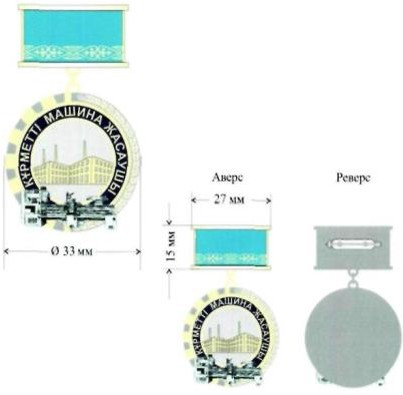 ҚҰРМЕТТІ МАШИНА ЖАСАУШЫ
Ø 33 мм
Аверс
Реверс
27 мм
15 мм
ҚҰРМЕТТІ МАШИНА ЖАСАУШЫ